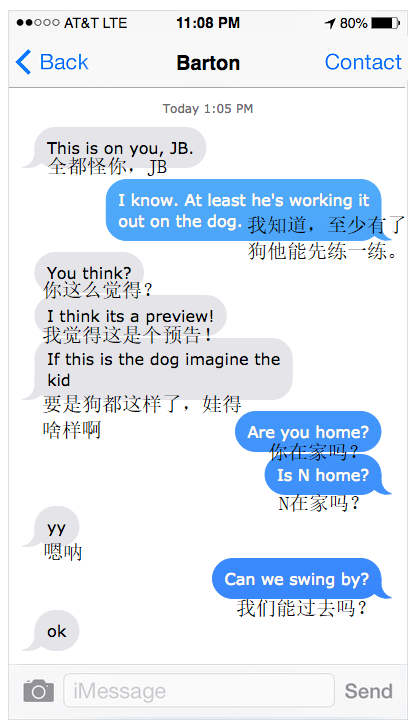 AT&T LTE 11:08 PM 80%
Back Barton Contact
Today 1:05 PM
This is on you, JB.
全都怪你，JB
I know. At least he's working it
out on the dog.
我知道，至少有了
狗他能先练一练。
You think?
你这么觉得？
I think its a preview!
我觉得这是个预告！
If this is the dog imagine the
kid
要是狗都这样了，娃得
啥样啊
Are you home?
你在家吗？
Is N home?
N在家吗？
yy
嗯呐
Can we swing by?
我们能过去吗？
ok
iMessage Send